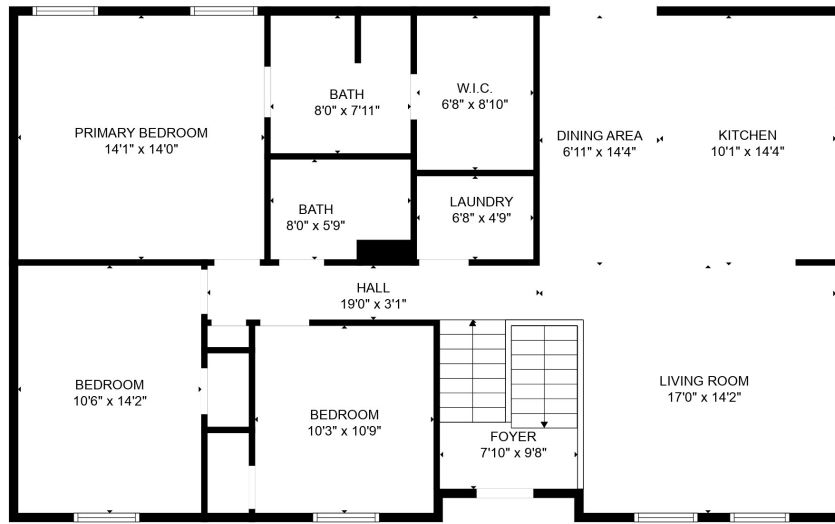 BATH
8'0" x 7'11"
W.I.C.
6'8" x 8'10"
PRIMARY BEDROOM
14'1" x 14'0"
DINING AREA
6'11" x 14'4"
KITCHEN
10'1" x 14'4"
BATH
8'0" x 5'9"
LAUNDRY
6'8" x 4'9"
HALL
19'0" x 3'1"
BEDROOM
10'6" x 14'2"
LIVING ROOM
17'0" x 14'2"
BEDROOM
10'3" x 10'9"
FOYER
7'10" x 9'8"